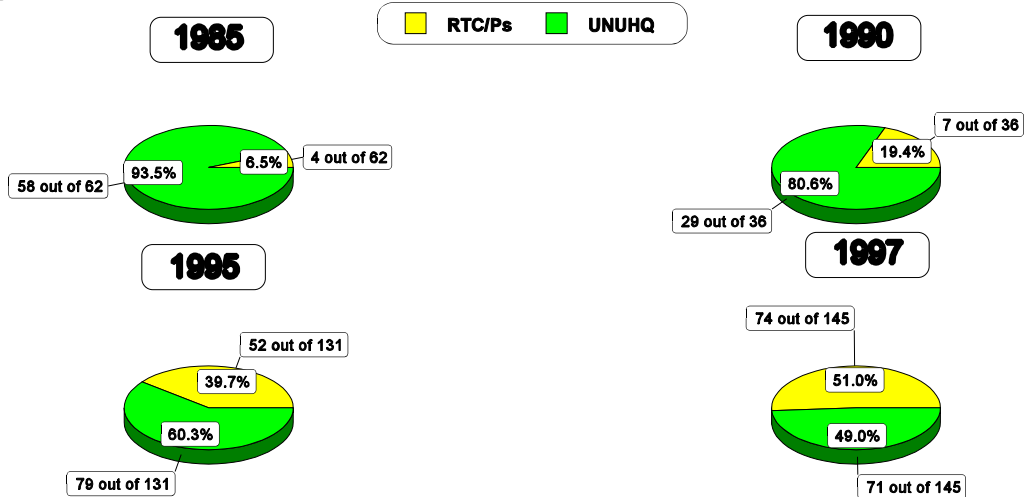 RTC/Ps UNUHQ
1985
93.5%
6.5%
4 out of 62
58 out of 62
1990
7 out of 36
19.4%
80.6%
29 out of 36
1995
52 out of 131
39.7%
60.3%
79 out of 131
1997
74 out of 145
51.0%
49.0%
71 out of 145